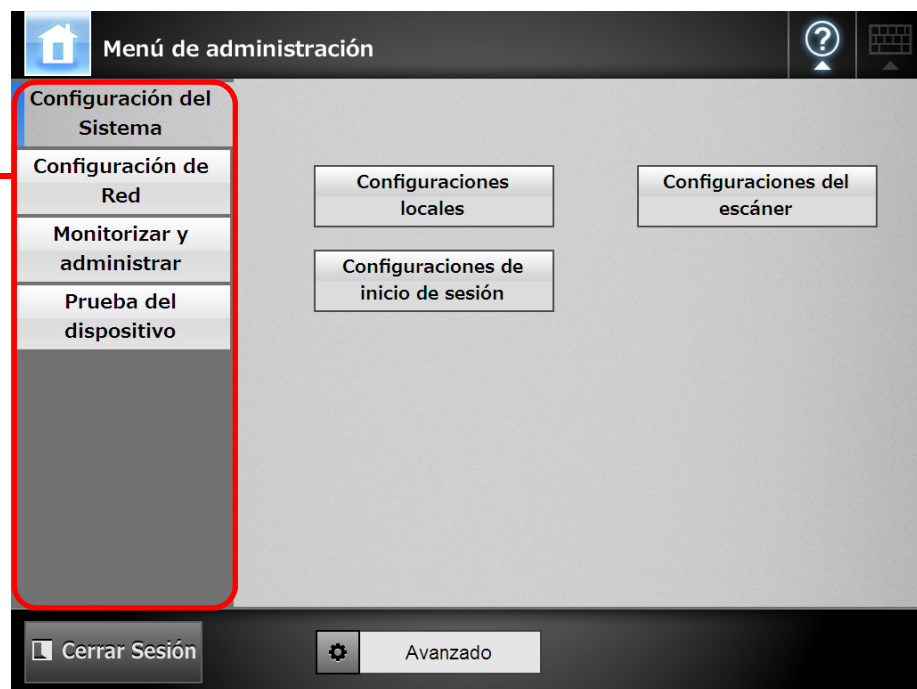 Menú de administración
?
Configuración del
Sistema
Configuración de
Red
Monitorizar y
administrar
Prueba del
dispositivo
Configuraciones
locales
Configuraciones del
escáner
Configuraciones de
inicio de sesión
Cerrar Sesión
Avanzado